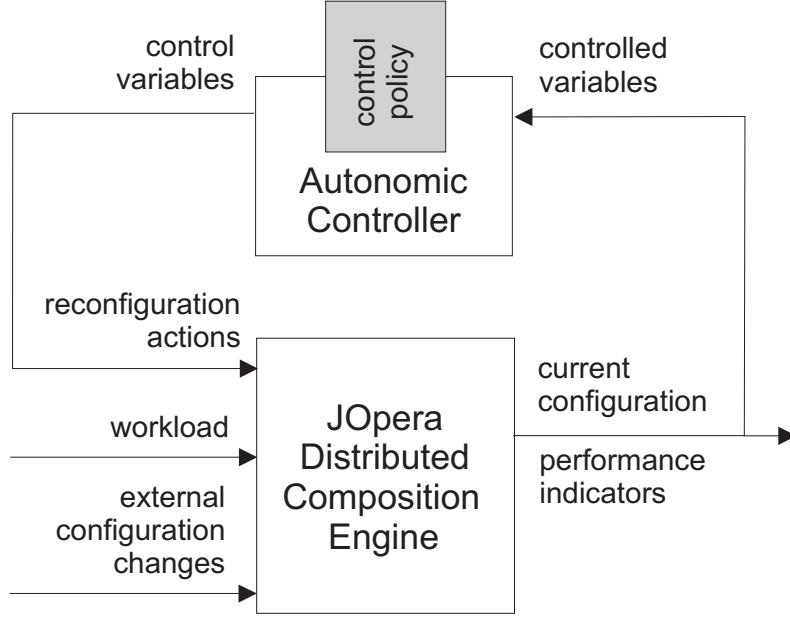 control
variables
control
policy
controlled
variables
Autonomic
Controller
reconfiguration
actions
workload
external
configuration
changes
JOpera
Distributed
Composition
Engine
current
configuration
performance
indicators